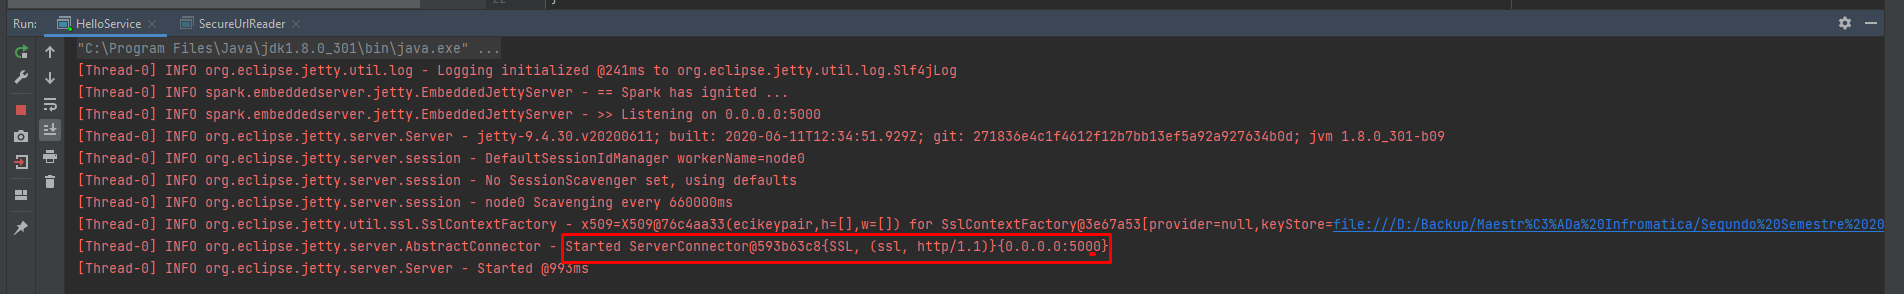 22
Run: HelloService SecureUrlReader
"C:\Program Files\Java\jdk1.8.0_301\bin\java.exe" ...
[Thread-0] INFO org.eclipse.jetty.util.log - Logging initialized @241ms to org.eclipse.jetty.util.log.Slf4jLog
[Thread-0] INFO spark.embeddedserver.jetty.EmbeddedJettyServer - == Spark has ignited ...
[Thread-0] INFO spark.embeddedserver.jetty.EmbeddedJettyServer - >> Listening on 0.0.0.0:5000
[Thread-0] INFO org.eclipse.jetty.server.Server - jetty-9.4.30.v20200611; built: 2020-06-11T12:34:51.929Z; git: 271836e4c1f4612f12b7bb13ef5a92a927634b0d; jvm 1.8.0_301-b09
[Thread-0] INFO org.eclipse.jetty.server.session - DefaultSessionIdManager workerName=node0
[Thread-0] INFO org.eclipse.jetty.server.session - No SessionScavenger set, using defaults
[Thread-0] INFO org.eclipse.jetty.server.session - node0 Scavenging every 660000ms
[Thread-0] INFO org.eclipse.jetty.util.ssl.SslContextFactory - x509=X509@76c4aa33(ecikeypair,h=[],w=[]) for SslContextFactory@3e67a53[provider=null,keyStore=file:///D:/Backup/Maestr%C3%ADa%20Infromatica/Segundo%20Semestre%2020
[Thread-0] INFO org.eclipse.jetty.server.AbstractConnector - Started ServerConnector@593b63c8{SSL, (ssl, http/1.1)}{0.0.0.0:5000}
[Thread-0] INFO org.eclipse.jetty.server.Server - Started @993ms